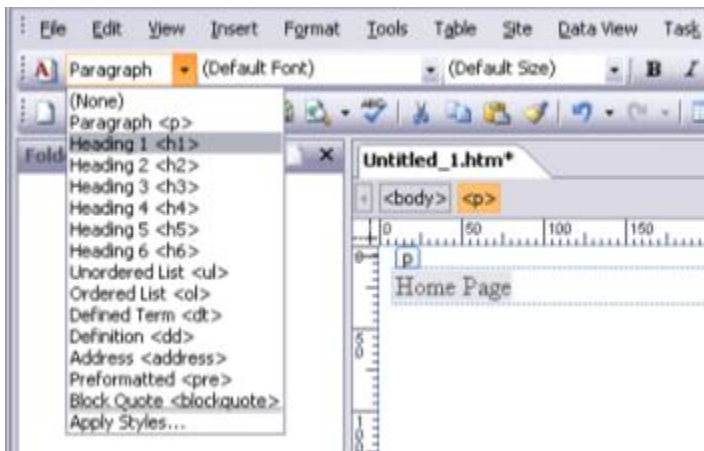 File Edit View Insert Format Tools Table Site Data View Task
Paragraph (Default Font) (Default Size) B I
(None)
Paragraph <p>
Heading 1 <h1>
Heading 2 <h2>
Heading 3 <h3>
Heading 4 <h4>
Heading 5 <h5>
Heading 6 <h6>
Unordered List <ul>
Ordered List <ol>
Defined Term <dt>
Definition <dd>
Address <address>
Preformatted <pre>
Block Quote <blockquote>
Apply Styles...
Fold
Untitled_1.htm*
<body> <p>
0 50 100 150
p
Home Page
0
50
100